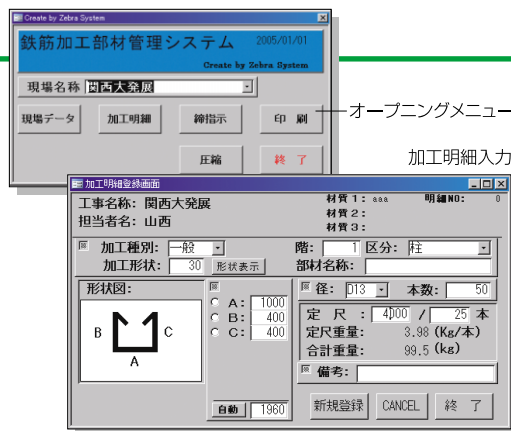 Create by Zebra System
鉄筋加工部材管理システム 2005/01/01
Create by Zebra System
現場名称 関西大発展
現場データ 加工明細 締指示 印 刷
圧縮 終 了
オープニングメニュー
加工明細入力
加工明細登録画面
工事名称: 関西大発展 材質1: aaa 明細NO: 0
担当者名: 山西 材質2:
材質3:
加工種別: 一般 階: 1 区分: 柱
加工形状: 30 形状表示 部材名称:
形状図: 径: D13 本数: 50
A: 1000
B: 400
C: 400
B C
A
定 尺 : 4000 / 25 本
定尺重量: 3.98 (Kg/本)
合計重量: 99.5 (kg)
備考:
自動 1960
新規登録 CANCEL 終 了